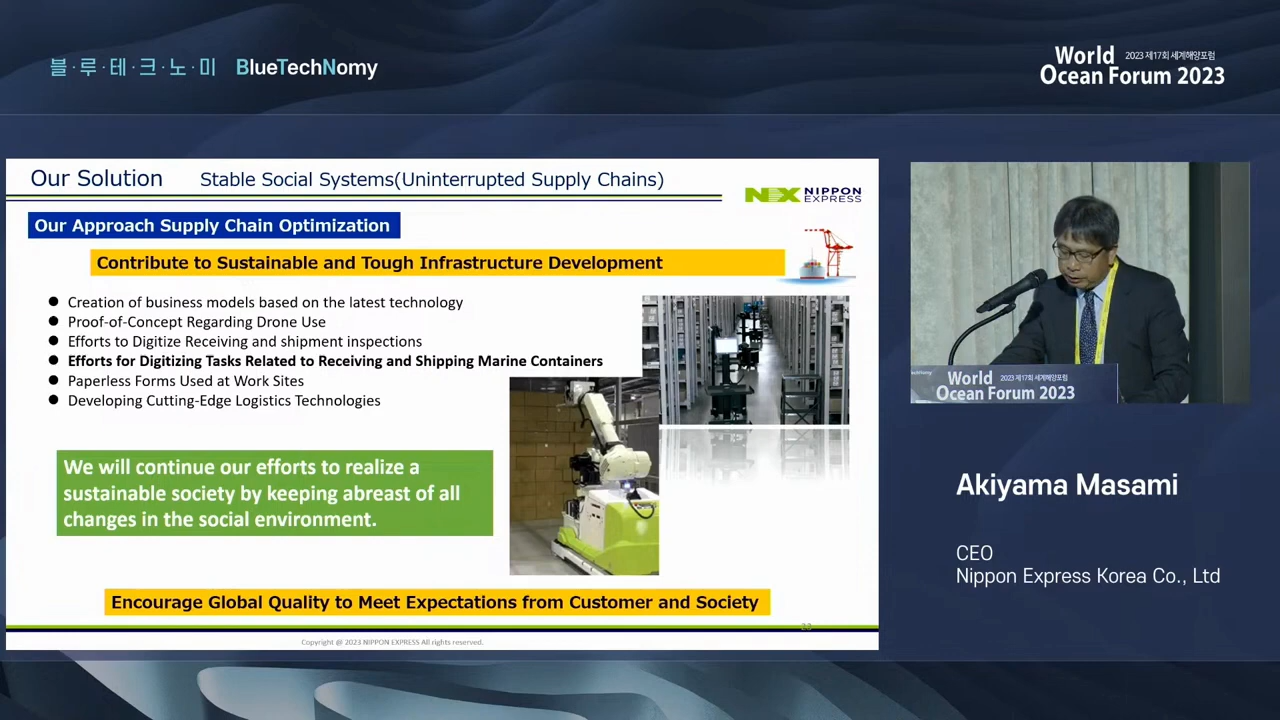 블·루·테·크·노·미 BlueTechNomy
World 2023 제17회 세계해양포럼
Ocean Forum 2023
Our Solution Stable Social Systems(Uninterrupted Supply Chains)
NX NIPPON EXPRESS
Our Approach Supply Chain Optimization
Contribute to Sustainable and Tough Infrastructure Development
● Creation of business models based on the latest technology
● Proof-of-Concept Regarding Drone Use
● Efforts to Digitize Receiving and shipment inspections
● Efforts for Digitizing Tasks Related to Receiving and Shipping Marine Containers
● Paperless Forms Used at Work Sites
● Developing Cutting-Edge Logistics Technologies
We will continue our efforts to realize a
sustainable society by keeping abreast of all
changes in the social environment.
Encourage Global Quality to Meet Expectations from Customer and Society
Copyright @ 2023 NIPPON EXPRESS All rights reserved.
World 2023 제17회 세계해양포럼
Ocean Forum 2023
Akiyama Masami
CEO
Nippon Express Korea Co., Ltd